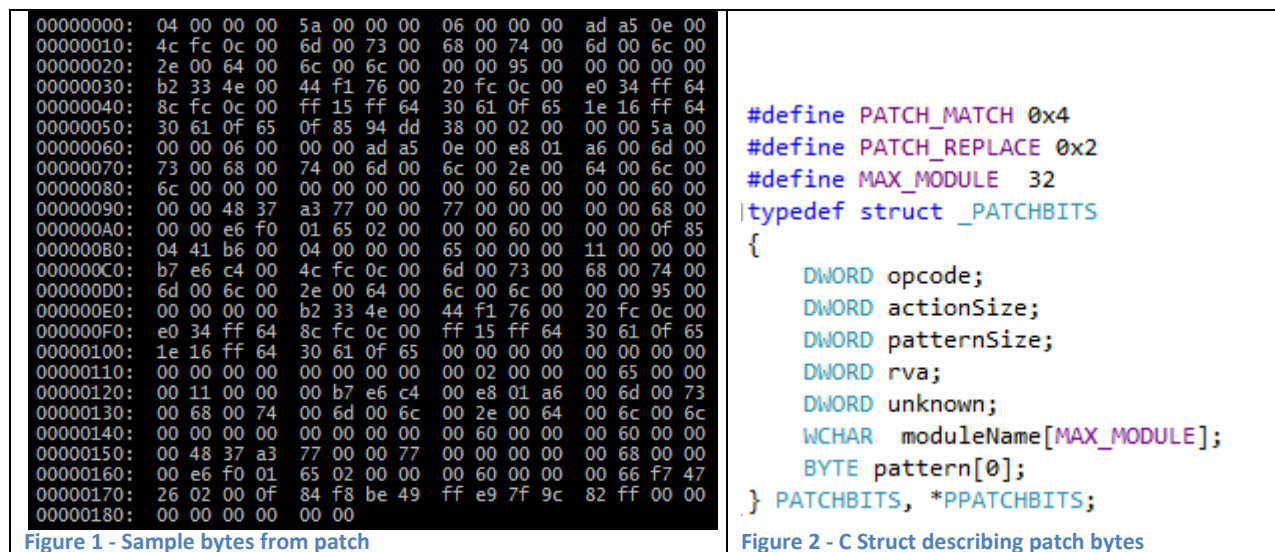 00000000: 04 00 00 00 5a 00 00 00 06 00 00 00 ad a5 0e 00
00000010: 4c fc 0c 00 6d 00 73 00 68 00 74 00 6d 00 6c 00
00000020: 2e 00 64 00 6c 00 6c 00 00 00 95 00 00 00 00 00
00000030: b2 33 4e 00 44 f1 76 00 20 fc 0c 00 e0 34 ff 64
00000040: 8c fc 0c 00 ff 15 ff 64 30 61 0f 65 1e 16 ff 64
00000050: 30 61 0f 65 0f 85 94 dd 38 00 02 00 00 00 5a 00
00000060: 00 00 06 00 00 00 ad a5 0e 00 e8 01 a6 00 6d 00
00000070: 73 00 68 00 74 00 6d 00 6c 00 2e 00 64 00 6c 00
00000080: 6c 00 00 00 00 00 00 00 00 00 60 00 00 00 60 00
00000090: 00 00 48 37 a3 77 00 00 77 00 00 00 00 00 68 00
000000A0: 00 00 e6 f0 01 65 02 00 00 00 60 00 00 00 0f 85
000000B0: 04 41 b6 00 04 00 00 00 65 00 00 00 11 00 00 00
000000C0: b7 e6 c4 00 4c fc 0c 00 6d 00 73 00 68 00 74 00
000000D0: 6d 00 6c 00 2e 00 64 00 6c 00 6c 00 00 00 95 00
000000E0: 00 00 00 00 b2 33 4e 00 44 f1 76 00 20 fc 0c 00
000000F0: e0 34 ff 64 8c fc 0c 00 ff 15 ff 64 30 61 0f 65
00000100: 1e 16 ff 64 30 61 0f 65 00 00 00 00 00 00 00 00
00000110: 00 00 00 00 00 00 00 00 00 02 00 00 00 65 00 00
00000120: 00 11 00 00 00 b7 e6 c4 00 e8 01 a6 00 6d 00 73
00000130: 00 68 00 74 00 6d 00 6c 00 2e 00 64 00 6c 00 6c
00000140: 00 00 00 00 00 00 00 00 00 60 00 00 00 60 00 00
00000150: 00 48 37 a3 77 00 00 77 00 00 00 00 00 68 00 00
00000160: 00 e6 f0 01 65 02 00 00 00 60 00 00 00 66 f7 47
00000170: 26 02 00 0f 84 f8 be 49 ff e9 7f 9c 82 ff 00 00
00000180: 00 00 00 00 00 00
Figure 1 - Sample bytes from patch
#define PATCH_MATCH 0x4
#define PATCH_REPLACE 0x2
#define MAX_MODULE 32
typedef struct _PATCHBITS
{
DWORD opcode;
DWORD actionSize;
DWORD patternSize;
DWORD rva;
DWORD unknown;
WCHAR moduleName[MAX_MODULE];
BYTE pattern[0];
} PATCHBITS, *PPATCHBITS;
Figure 2 - C Struct describing patch bytes